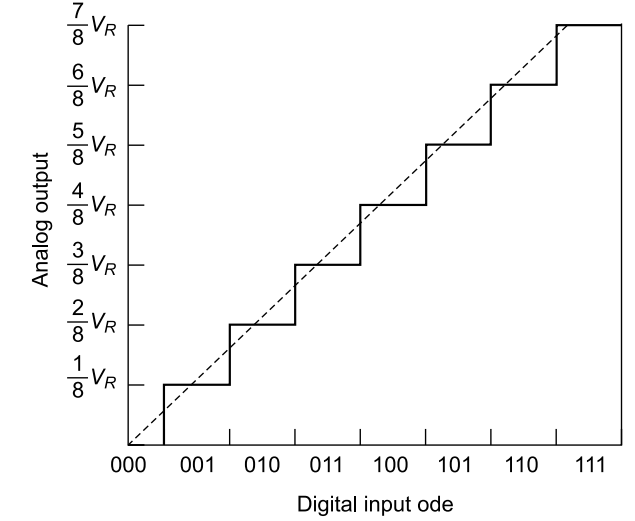 7/8 V_R
6/8 V_R
5/8 V_R
4/8 V_R
3/8 V_R
2/8 V_R
1/8 V_R
Analog output
000 001 010 011 100 101 110 111
Digital input ode